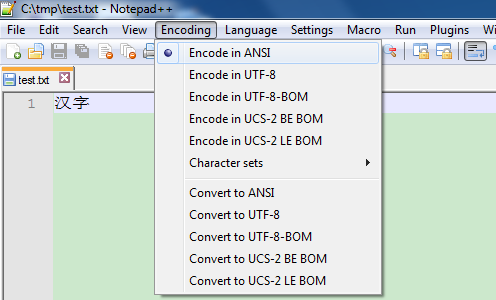 C:\tmp\test.txt - Notepad++
File Edit Search View Encoding Language Settings Macro Run Plugins
test.txt
1 汉字
Encode in ANSI
Encode in UTF-8
Encode in UTF-8-BOM
Encode in UCS-2 BE BOM
Encode in UCS-2 LE BOM
Character sets
Convert to ANSI
Convert to UTF-8
Convert to UTF-8-BOM
Convert to UCS-2 BE BOM
Convert to UCS-2 LE BOM